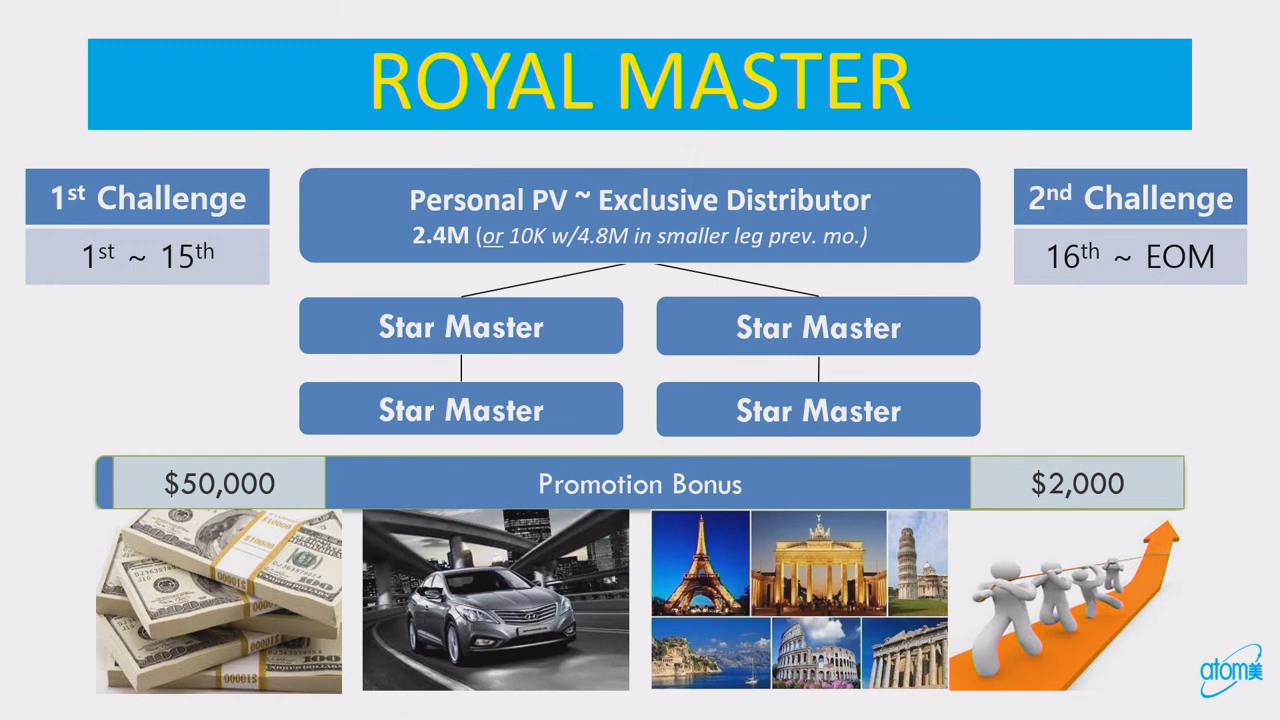 ROYAL MASTER
1st Challenge
1st ~ 15th
Personal PV ~ Exclusive Distributor
2.4M (or 10K w/4.8M in smaller leg prev. mo.)
2nd Challenge
16th ~ EOM
Star Master
Star Master
Star Master
Star Master
$50,000
Promotion Bonus
$2,000
$10000
100
atom美